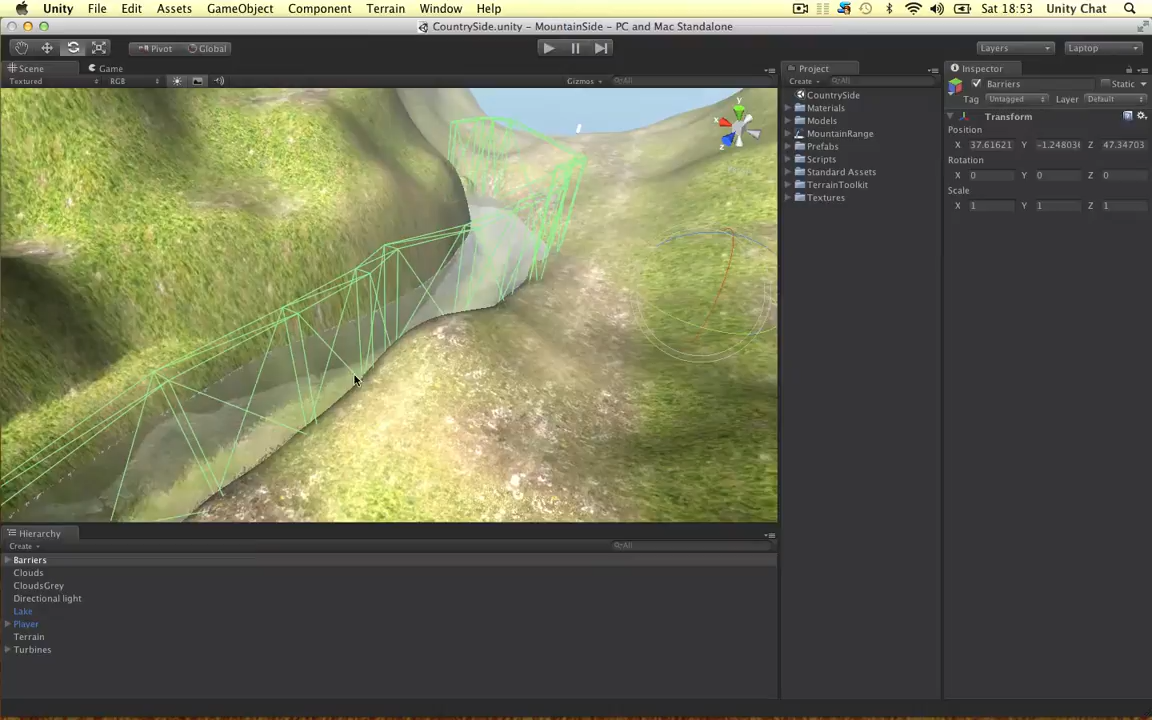 Unity File Edit Assets GameObject Component Terrain Window Help Sat 18:53 Unity Chat
CountrySide.unity - MountainSide - PC and Mac Standalone
Pivot Global Layers Laptop
Scene Game Project Inspector
Textured RGB Gizmos All Create All Barriers Static
Tag Untagged Layer Default
CountrySide
Materials
Models
MountainRange
Prefabs
Scripts
Standard Assets
TerrainToolkit
Textures
Transform
Position
X 37.61621 Y -1.248036 Z 47.34703
Rotation
X 0 Y 0 Z 0
Scale
X 1 Y 1 Z 1
y
x
z
Hierarchy
Create All
Barriers
Clouds
CloudsGrey
Directional light
Lake
Player
Terrain
Turbines